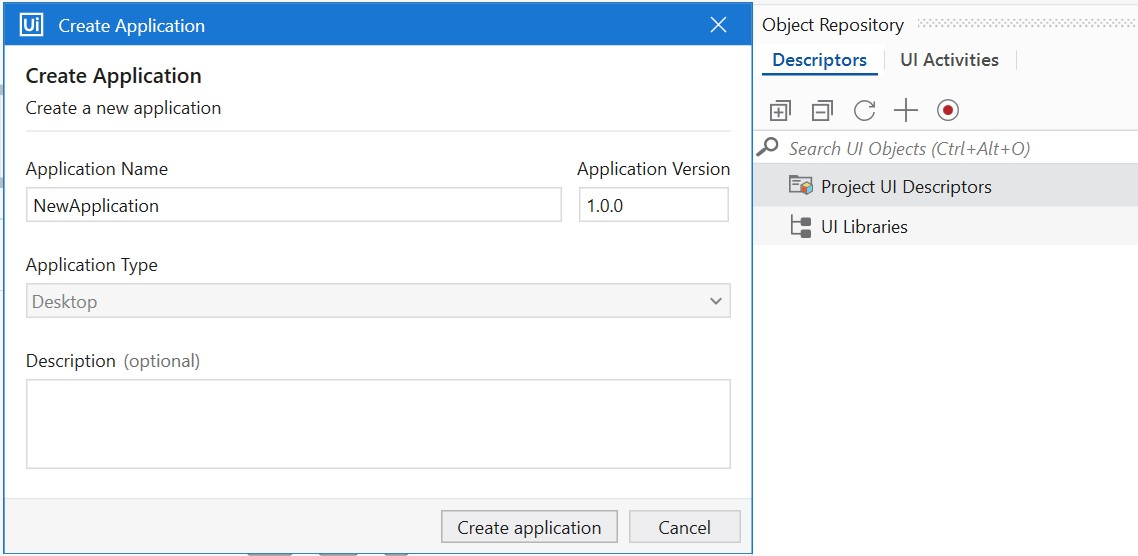 Ui Create Application
Create Application
Create a new application
Application Name
Application Version
NewApplication
1.0.0
Application Type
Desktop
Description (optional)
Create application
Cancel
Object Repository
Descriptors
UI Activities
Search UI Objects (Ctrl+Alt+O)
Project UI Descriptors
UI Libraries